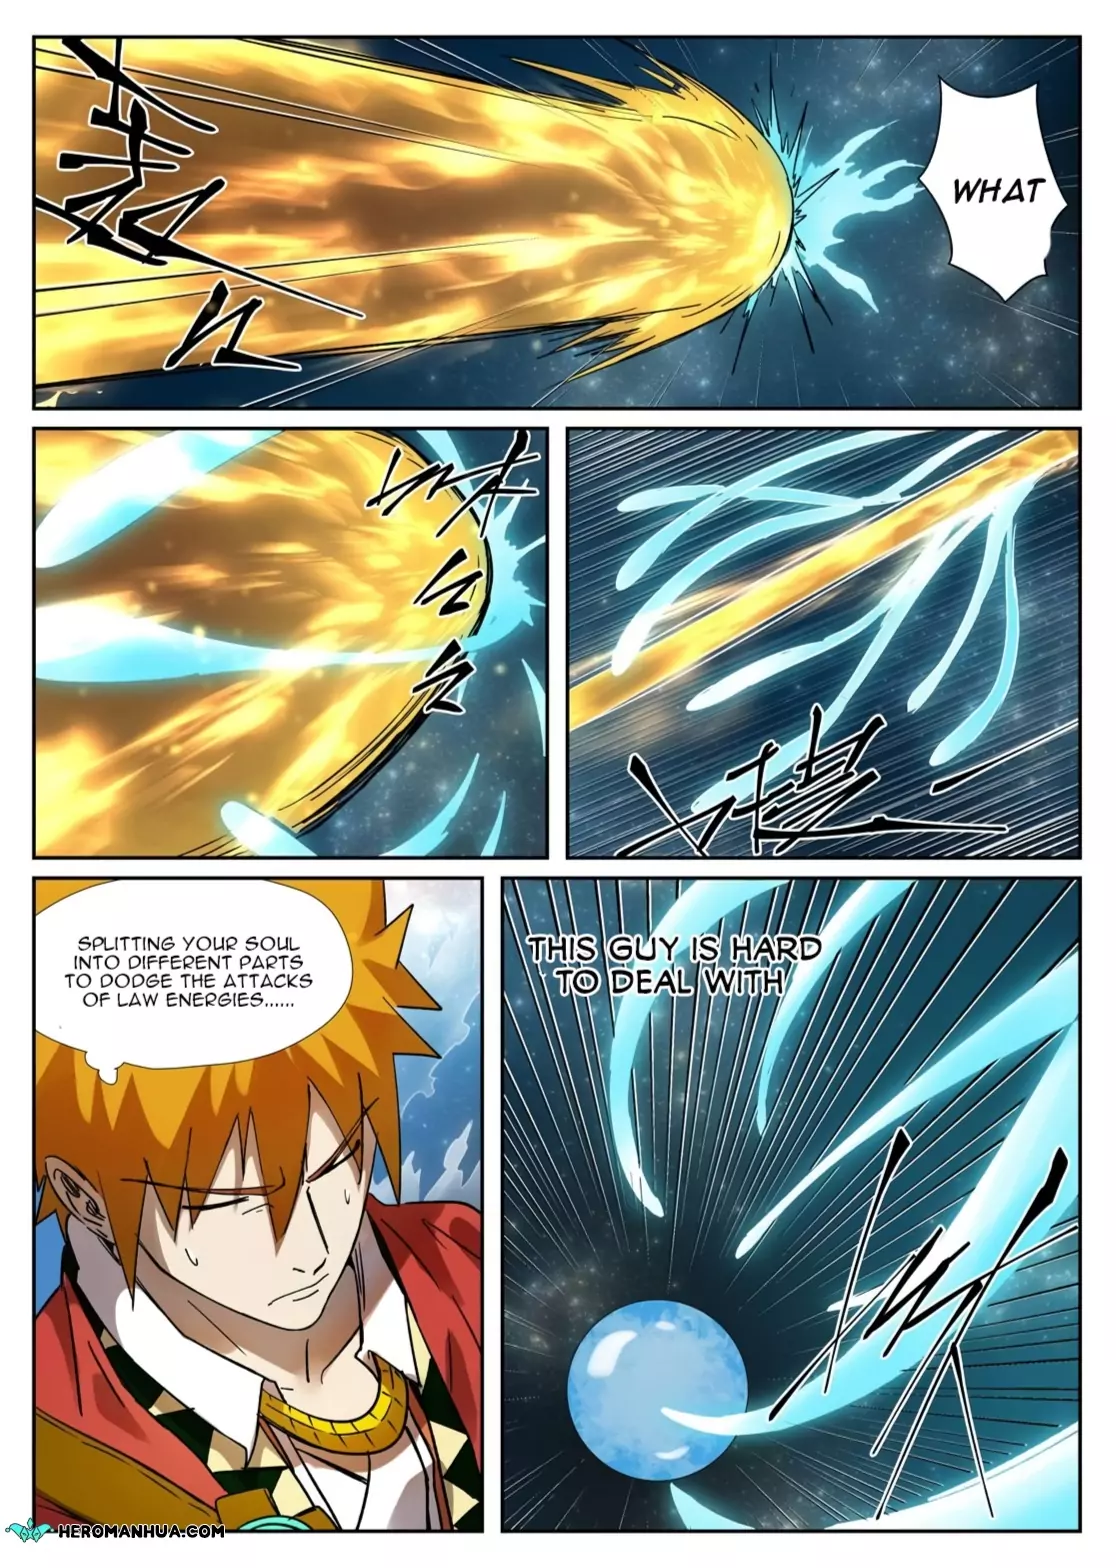 WHAT
SPLITTING YOUR SOUL
INTO DIFFERENT PARTS
TO DODGE THE ATTACKS
OF LAW ENERGIES......
THIS GUY IS HARD
TO DEAL WITH
HEROMANHUA.COM